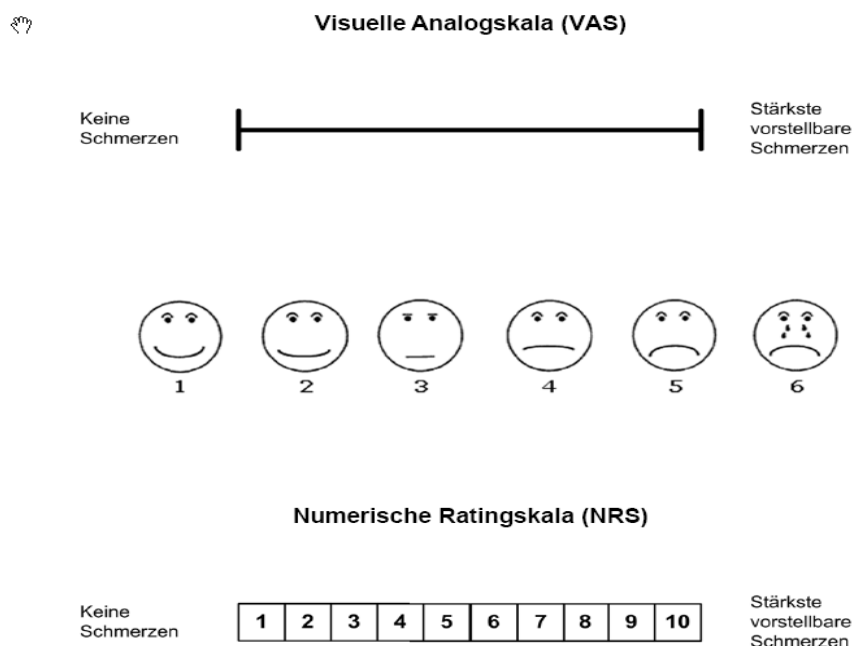 Visuelle Analogskala (VAS)
Keine
Schmerzen
Stärkste
vorstellbare
Schmerzen
1 2 3 4 5 6
Numerische Ratingskala (NRS)
Keine
Schmerzen
1 2 3 4 5 6 7 8 9 10
Stärkste
vorstellbare
Schmerzen